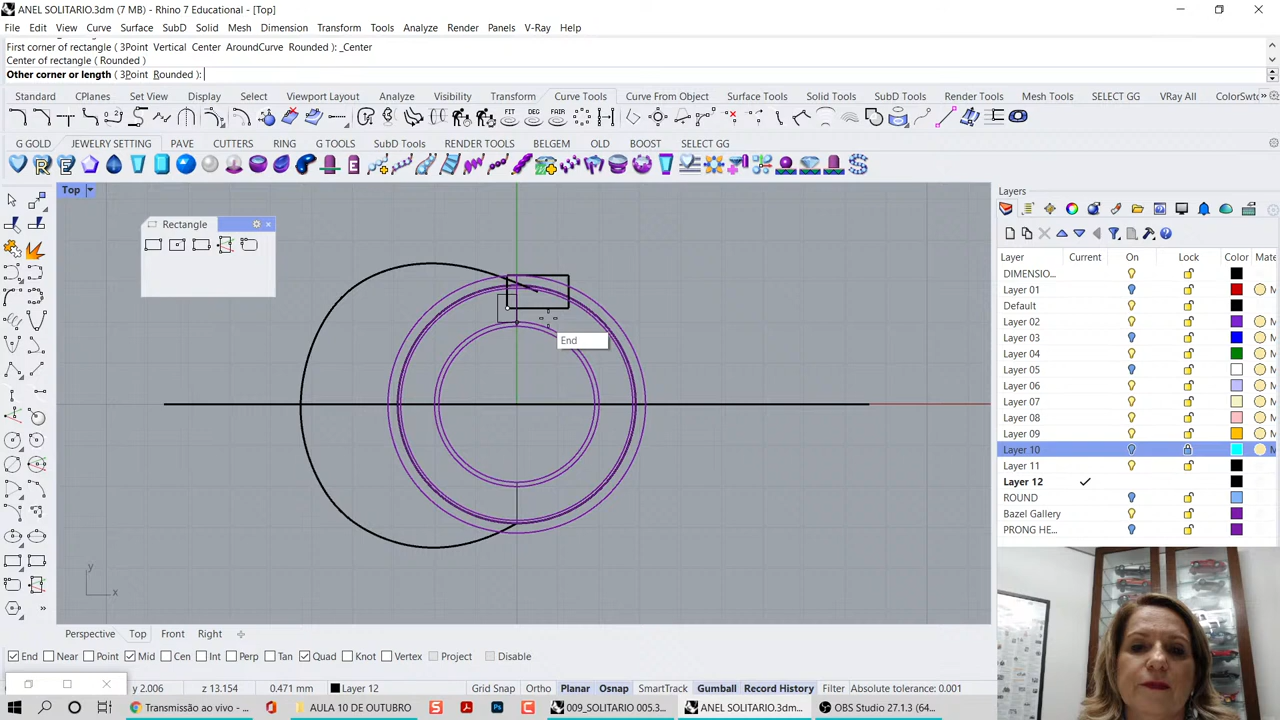 ANEL SOLITARIO.3dm (76 MB) - Rhino 7 Educational - [Top]
File Edit View Curve Surface Solid Mesh Dimension Transform Tools Analyze Render Panels V-Ray Help
First corner of rectangle ( 3Point Vertical Center AroundCurve Rounded ): _Center
Center of rectangle ( Rounded )
Other corner or length ( 3Point Rounded ):
Standard CPlanes Set View Display Select Viewport Layout Visibility Transform Curve Tools Curve From Object Surface Tools Solid Tools SubD Tools Render Tools Mesh Tools SELECT GG VRay All ColorSwtc
FIT DEG
G GOLD JEWELRY SETTING PAVE CUTTERS RING G TOOLS SubD Tools RENDER TOOLS BELGEM OLD BOOST SELECT GG
Top
Layers
Rectangle
Layer Current On Lock Color Mate
DIMENSIO...
Layer 01
Default
Layer 02
Layer 03
Layer 04
Layer 05
Layer 06
Layer 07
Layer 08
Layer 09
Layer 10
Layer 11
Layer 12
ROUND
Bazel Gallery
PRONG HE...
End
y
x
Perspective Top Front Right
End Near Point Mid Cen Int Perp Tan Quad Knot Vertex Project Disable
y 2.006 z 13.154 0.471 mm Layer 12 Grid Snap Ortho Planar Osnap SmartTrack Gumball Record History Filter Absolute tolerance: 0.001
Transmissão ao vivo - ... AULA 10 DE OUTUBRO 009_SOLITARIO 005.3... ANEL SOLITARIO.3dm... OBS Studio 27.1.3 (64...